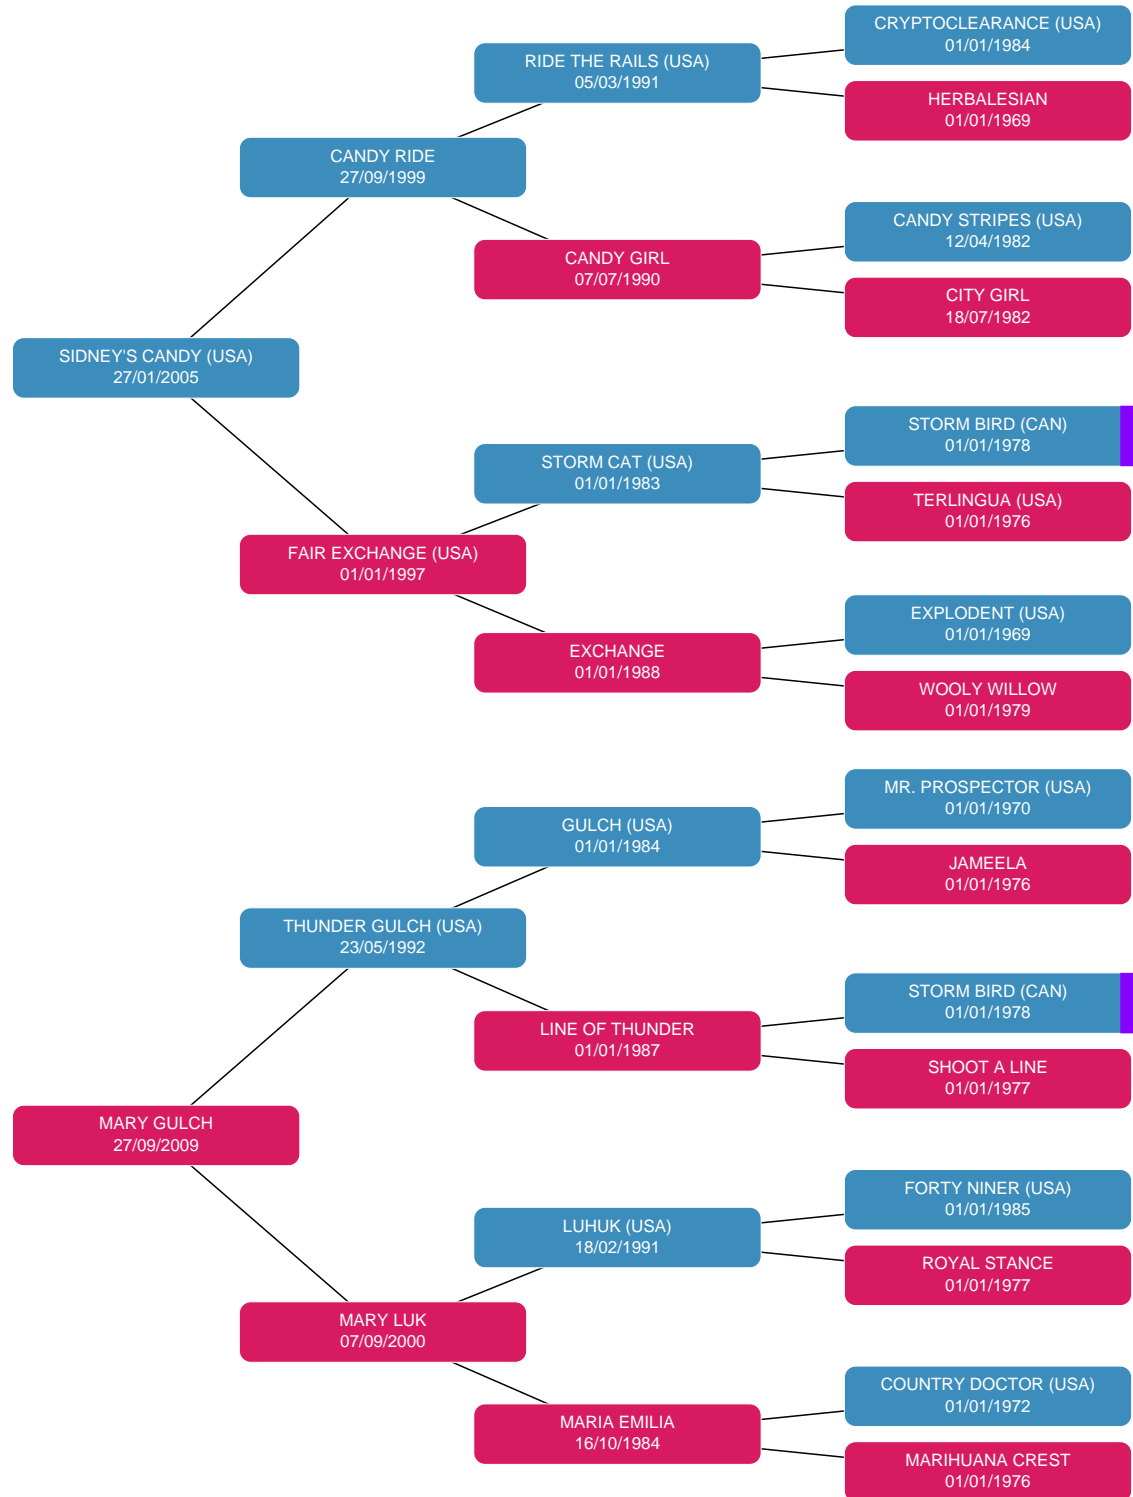 CRYPTOCLEARANCE (USA)
01/01/1984
RIDE THE RAILS (USA)
05/03/1991
HERBALESIAN
01/01/1969
CANDY RIDE
27/09/1999
CANDY STRIPES (USA)
12/04/1982
CANDY GIRL
07/07/1990
CITY GIRL
18/07/1982
SIDNEY'S CANDY (USA)
27/01/2005
STORM BIRD (CAN)
01/01/1978
STORM CAT (USA)
01/01/1983
TERLINGUA (USA)
01/01/1976
FAIR EXCHANGE (USA)
01/01/1997
EXPLODENT (USA)
01/01/1969
EXCHANGE
01/01/1988
WOOLY WILLOW
01/01/1979
MR. PROSPECTOR (USA)
01/01/1970
GULCH (USA)
01/01/1984
JAMEELA
01/01/1976
THUNDER GULCH (USA)
23/05/1992
STORM BIRD (CAN)
01/01/1978
LINE OF THUNDER
01/01/1987
SHOOT A LINE
01/01/1977
MARY GULCH
27/09/2009
FORTY NINER (USA)
01/01/1985
LUHUK (USA)
18/02/1991
ROYAL STANCE
01/01/1977
MARY LUK
07/09/2000
COUNTRY DOCTOR (USA)
01/01/1972
MARIA EMILIA
16/10/1984
MARIHUANA CREST
01/01/1976